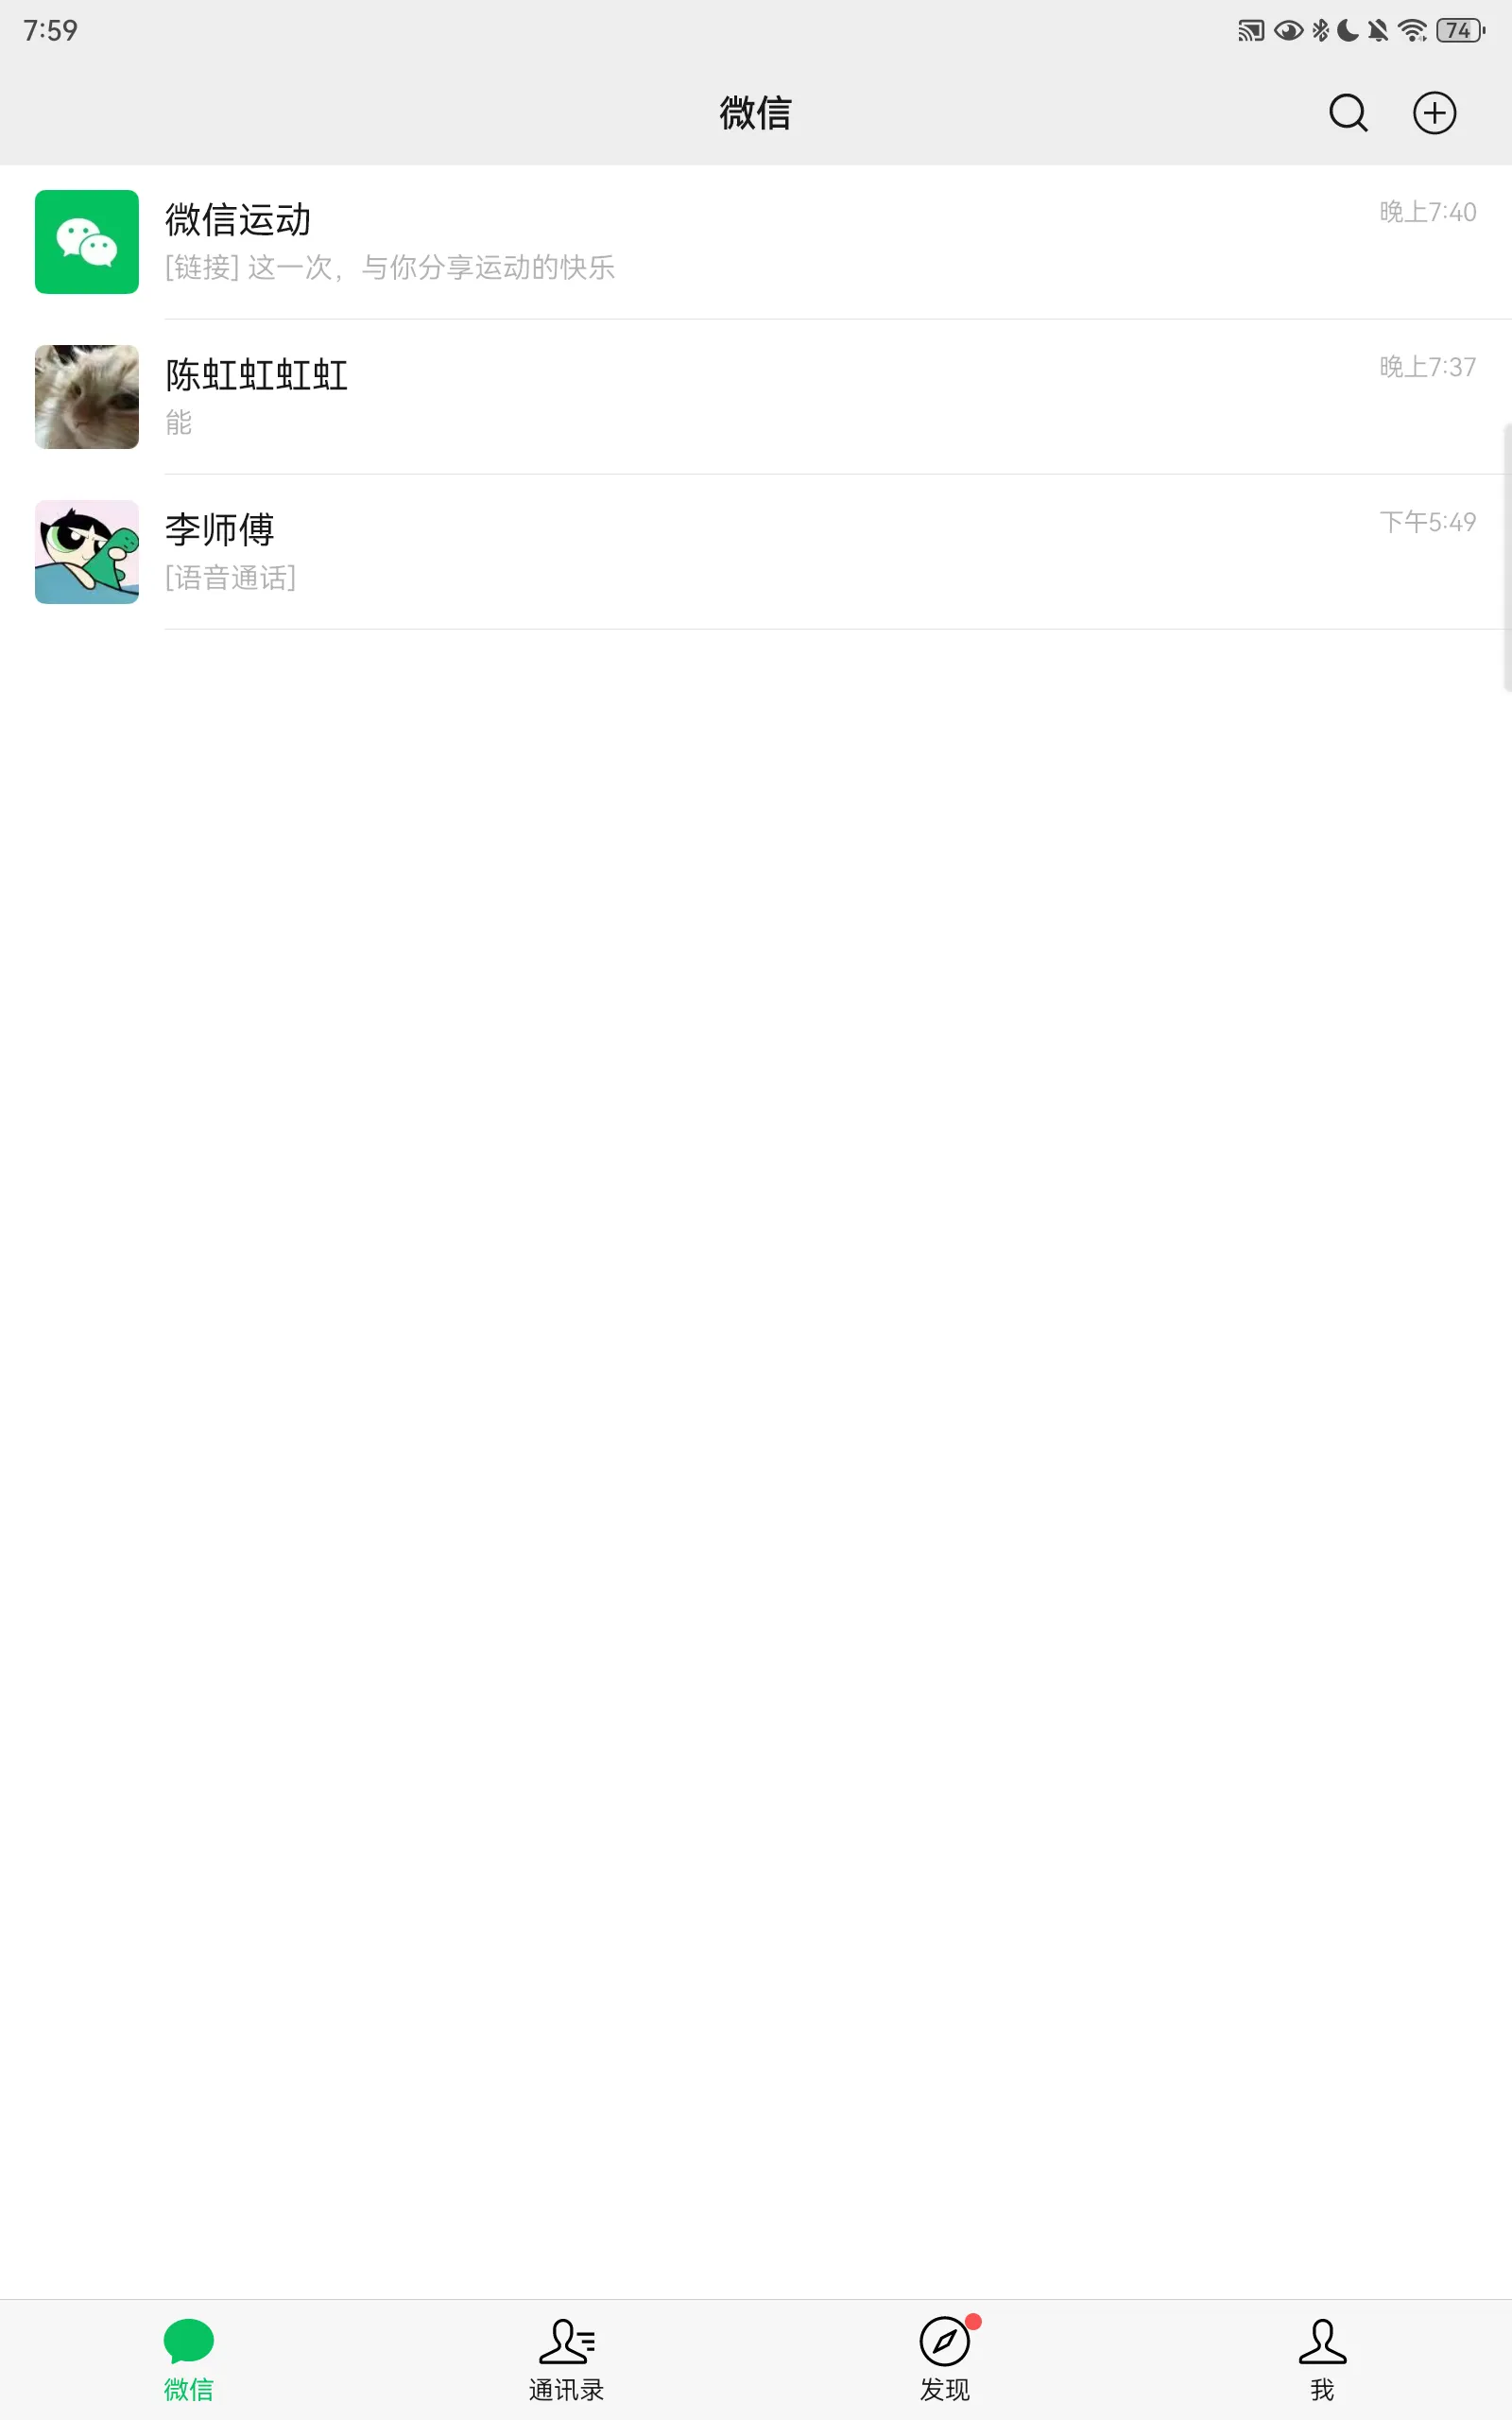 7:59
74
微信
微信运动
晚上7:40
[链接] 这一次，与你分享运动的快乐
陈虹虹虹虹
晚上7:37
能
李师傅
下午5:49
[语音通话]
微信
通讯录
发现
我